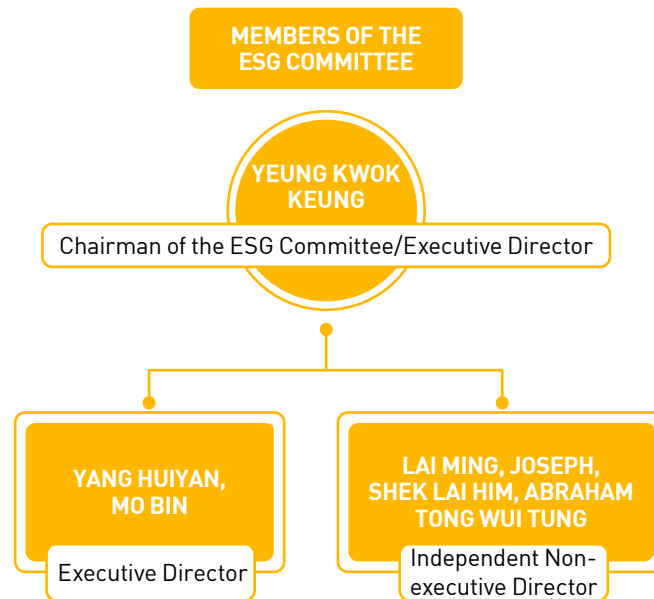 MEMBERS OF THE
ESG COMMITTEE
YEUNG KWOK
KEUNG
Chairman of the ESG Committee/Executive Director
YANG HUIYAN,
MO BIN
Executive Director
LAI MING, JOSEPH,
SHEK LAI HIM, ABRAHAM
TONG WUI TUNG
Independent Non-
executive Director